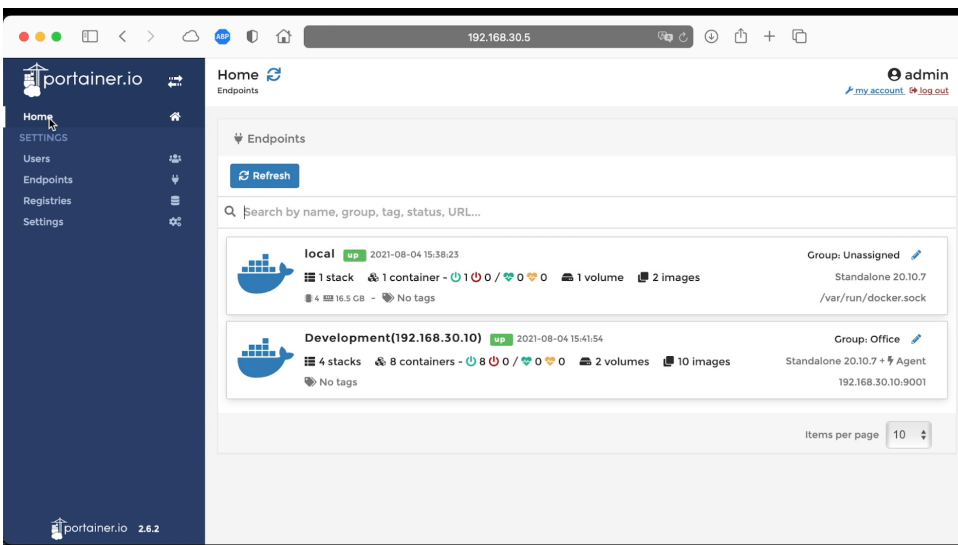 ABP
192.168.30.5
portainer.io
Home
SETTINGS
Users
Endpoints
Registries
Settings
portainer.io 2.6.2
Home
Endpoints
admin
my account log out
Endpoints
Refresh
Search by name, group, tag, status, URL...
local up 2021-08-04 15:38:23
Group: Unassigned
1 stack 1 container - 1 0 / 0 0 1 volume 2 images
Standalone 20.10.7
4 16.5 GB - No tags
/var/run/docker.sock
Development(192.168.30.10) up 2021-08-04 15:41:54
Group: Office
4 stacks 8 containers - 8 0 / 0 0 2 volumes 10 images
Standalone 20.10.7 + Agent
No tags
192.168.30.10:9001
Items per page 10